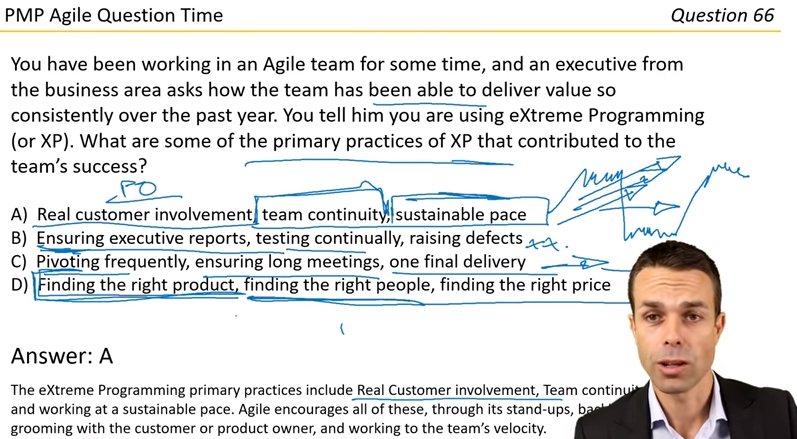 PMP Agile Question Time
Question 66
You have been working in an Agile team for some time, and an executive from
the business area asks how the team has been able to deliver value so
consistently over the past year. You tell him you are using eXtreme Programming
(or XP). What are some of the primary practices of XP that contributed to the
team's success?
PO
A) Real customer involvement, team continuity, sustainable pace
B) Ensuring executive reports, testing continually, raising defects
C) Pivoting frequently, ensuring long meetings, one final delivery
D) Finding the right product, finding the right people, finding the right price
Answer: A
The eXtreme Programming primary practices include Real Customer involvement, Team
and working at a sustainable pace. Agile encourages all of these, through its stand-ups,
grooming with the customer or product owner, and working to the team's velocity.